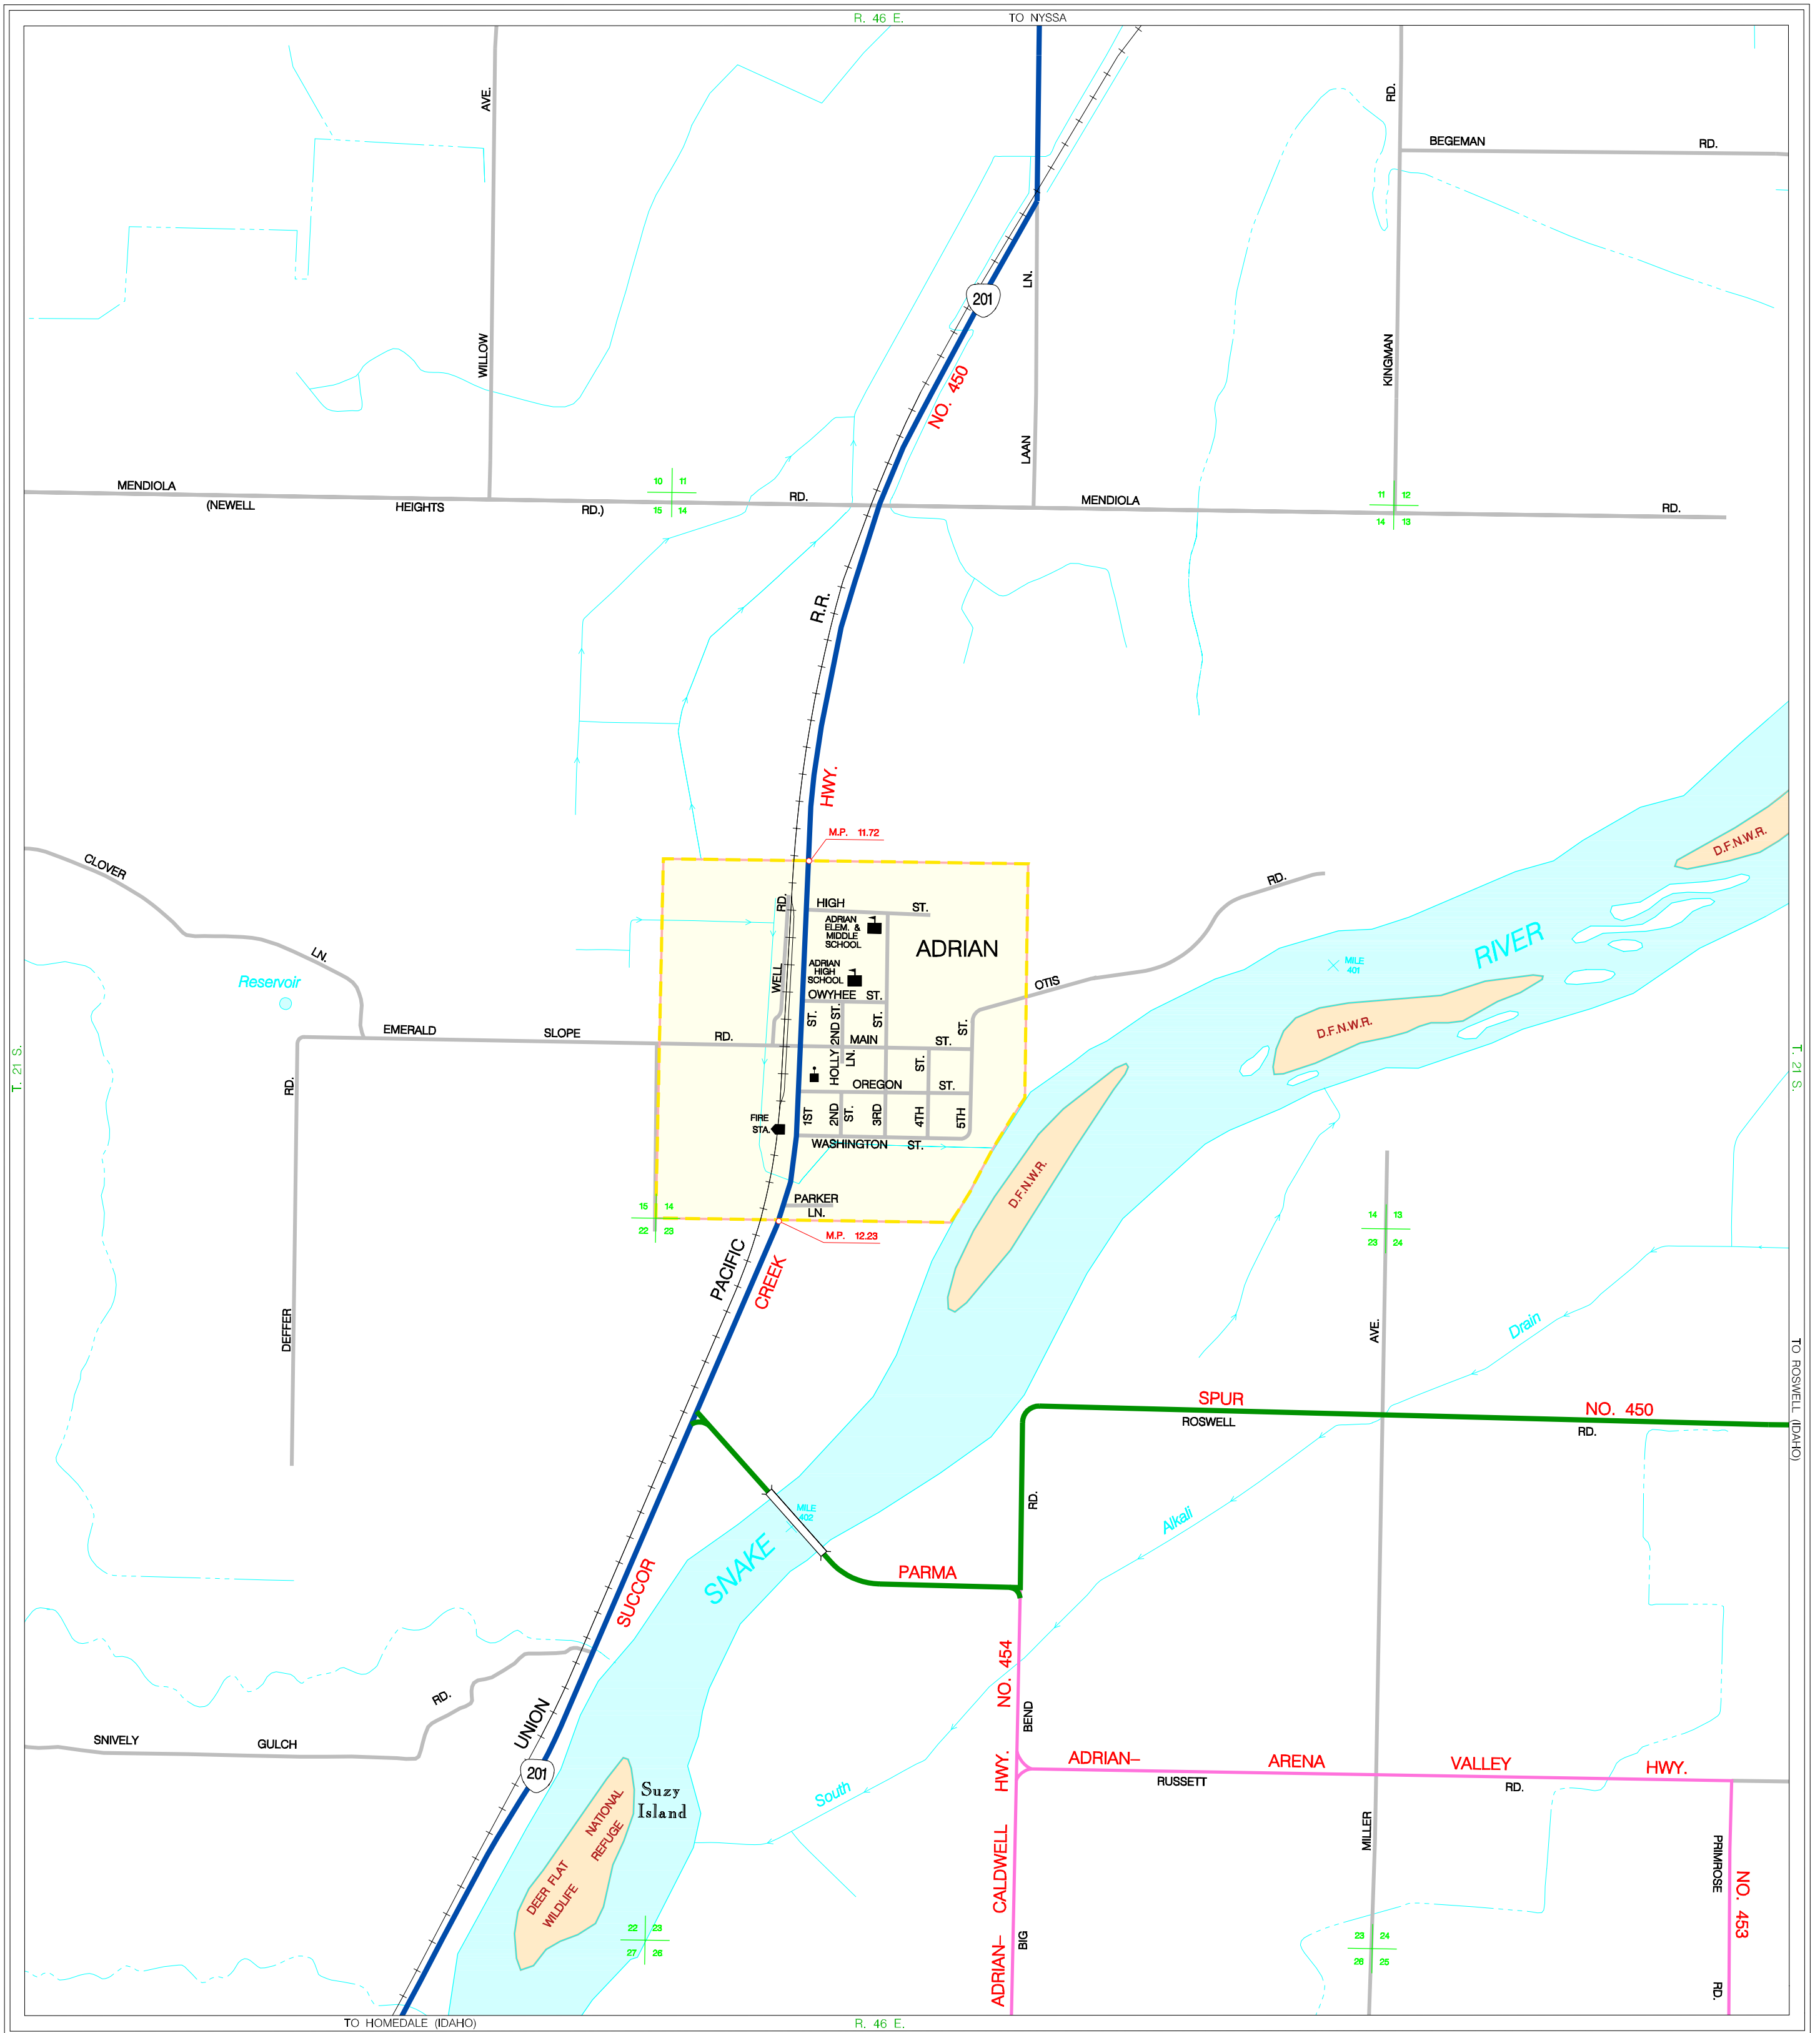 R. 46 E.
TO NYSSA
AVE.
RD.
BEGEMAN RD.
LN.
201
WILLOW
KINGMAN
NO. 450
LAAN
MENDIOLA RD. MENDIOLA RD.
(NEWELL HEIGHTS RD.)
10 11
15 14
11 12
14 13
R.R.
HWY.
M.P. 11.72
D.F.N.W.R.
CLOVER
LN.
RD.
HIGH ST.
ADRIAN
ELEM. &
MIDDLE
SCHOOL
ADRIAN
ADRIAN
HIGH
SCHOOL
WELL
OTIS
RD.
RIVER
MILE
401
Reservoir
OWYHEE ST.
ST.
2ND ST.
ST.
ST.
D.F.N.W.R.
EMERALD SLOPE RD.
MAIN ST.
HOLLY
LN.
ST.
T. 21 S.
T. 21 S.
RD.
OREGON ST.
FIRE
STA.
1ST
2ND
ST.
3RD
4TH
5TH
WASHINGTON ST.
D.F.N.W.R.
PARKER
LN.
15 14
22 23
14 13
23 24
M.P. 12.23
PACIFIC
CREEK
DEFFER
AVE.
Drain
TO ROSWELL (IDAHO)
SPUR
NO. 450
ROSWELL
RD.
RD.
Alkali
MILE
402
SNAKE
PARMA
SUCCOR
NO. 454
BEND
RD.
UNION
SNIVELY GULCH
201
HWY.
ADRIAN– ARENA VALLEY HWY.
RUSSETT RD.
South
Suzy
Island
NATIONAL
REFUGE
DEER FLAT
WILDLIFE
CALDWELL
MILLER
PRIMROSE
NO. 453
22 23
27 26
23 24
26 25
ADRIAN–
BIG
RD.
TO HOMEDALE (IDAHO)
R. 46 E.